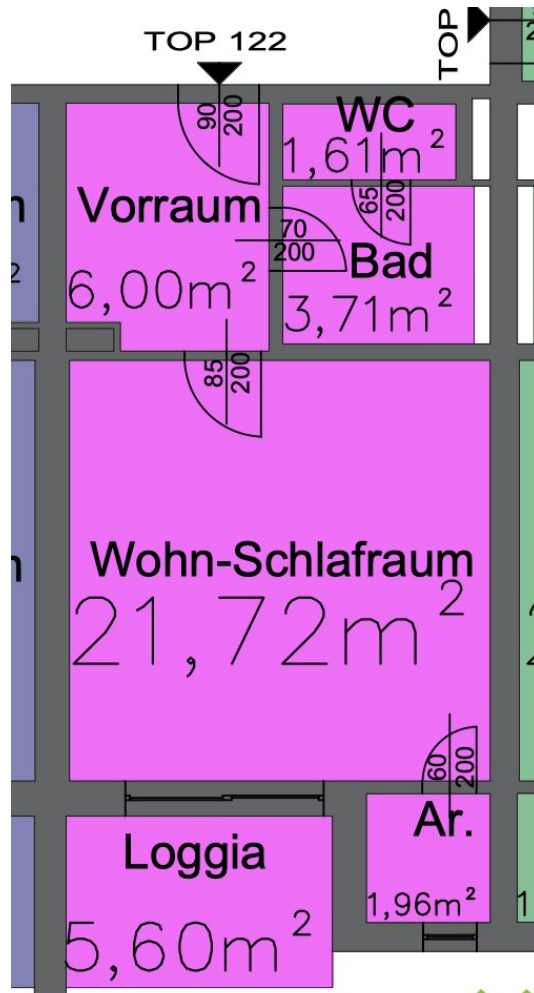 TOP 122
TOP
90
200
WC
1,61m²
Vorraum
6,00m²
65
200
70
200
Bad
3,71m²
85
200
Wohn-Schlafraum
21,72m²
60
200
Ar.
1,96m²
Loggia
5,60m²